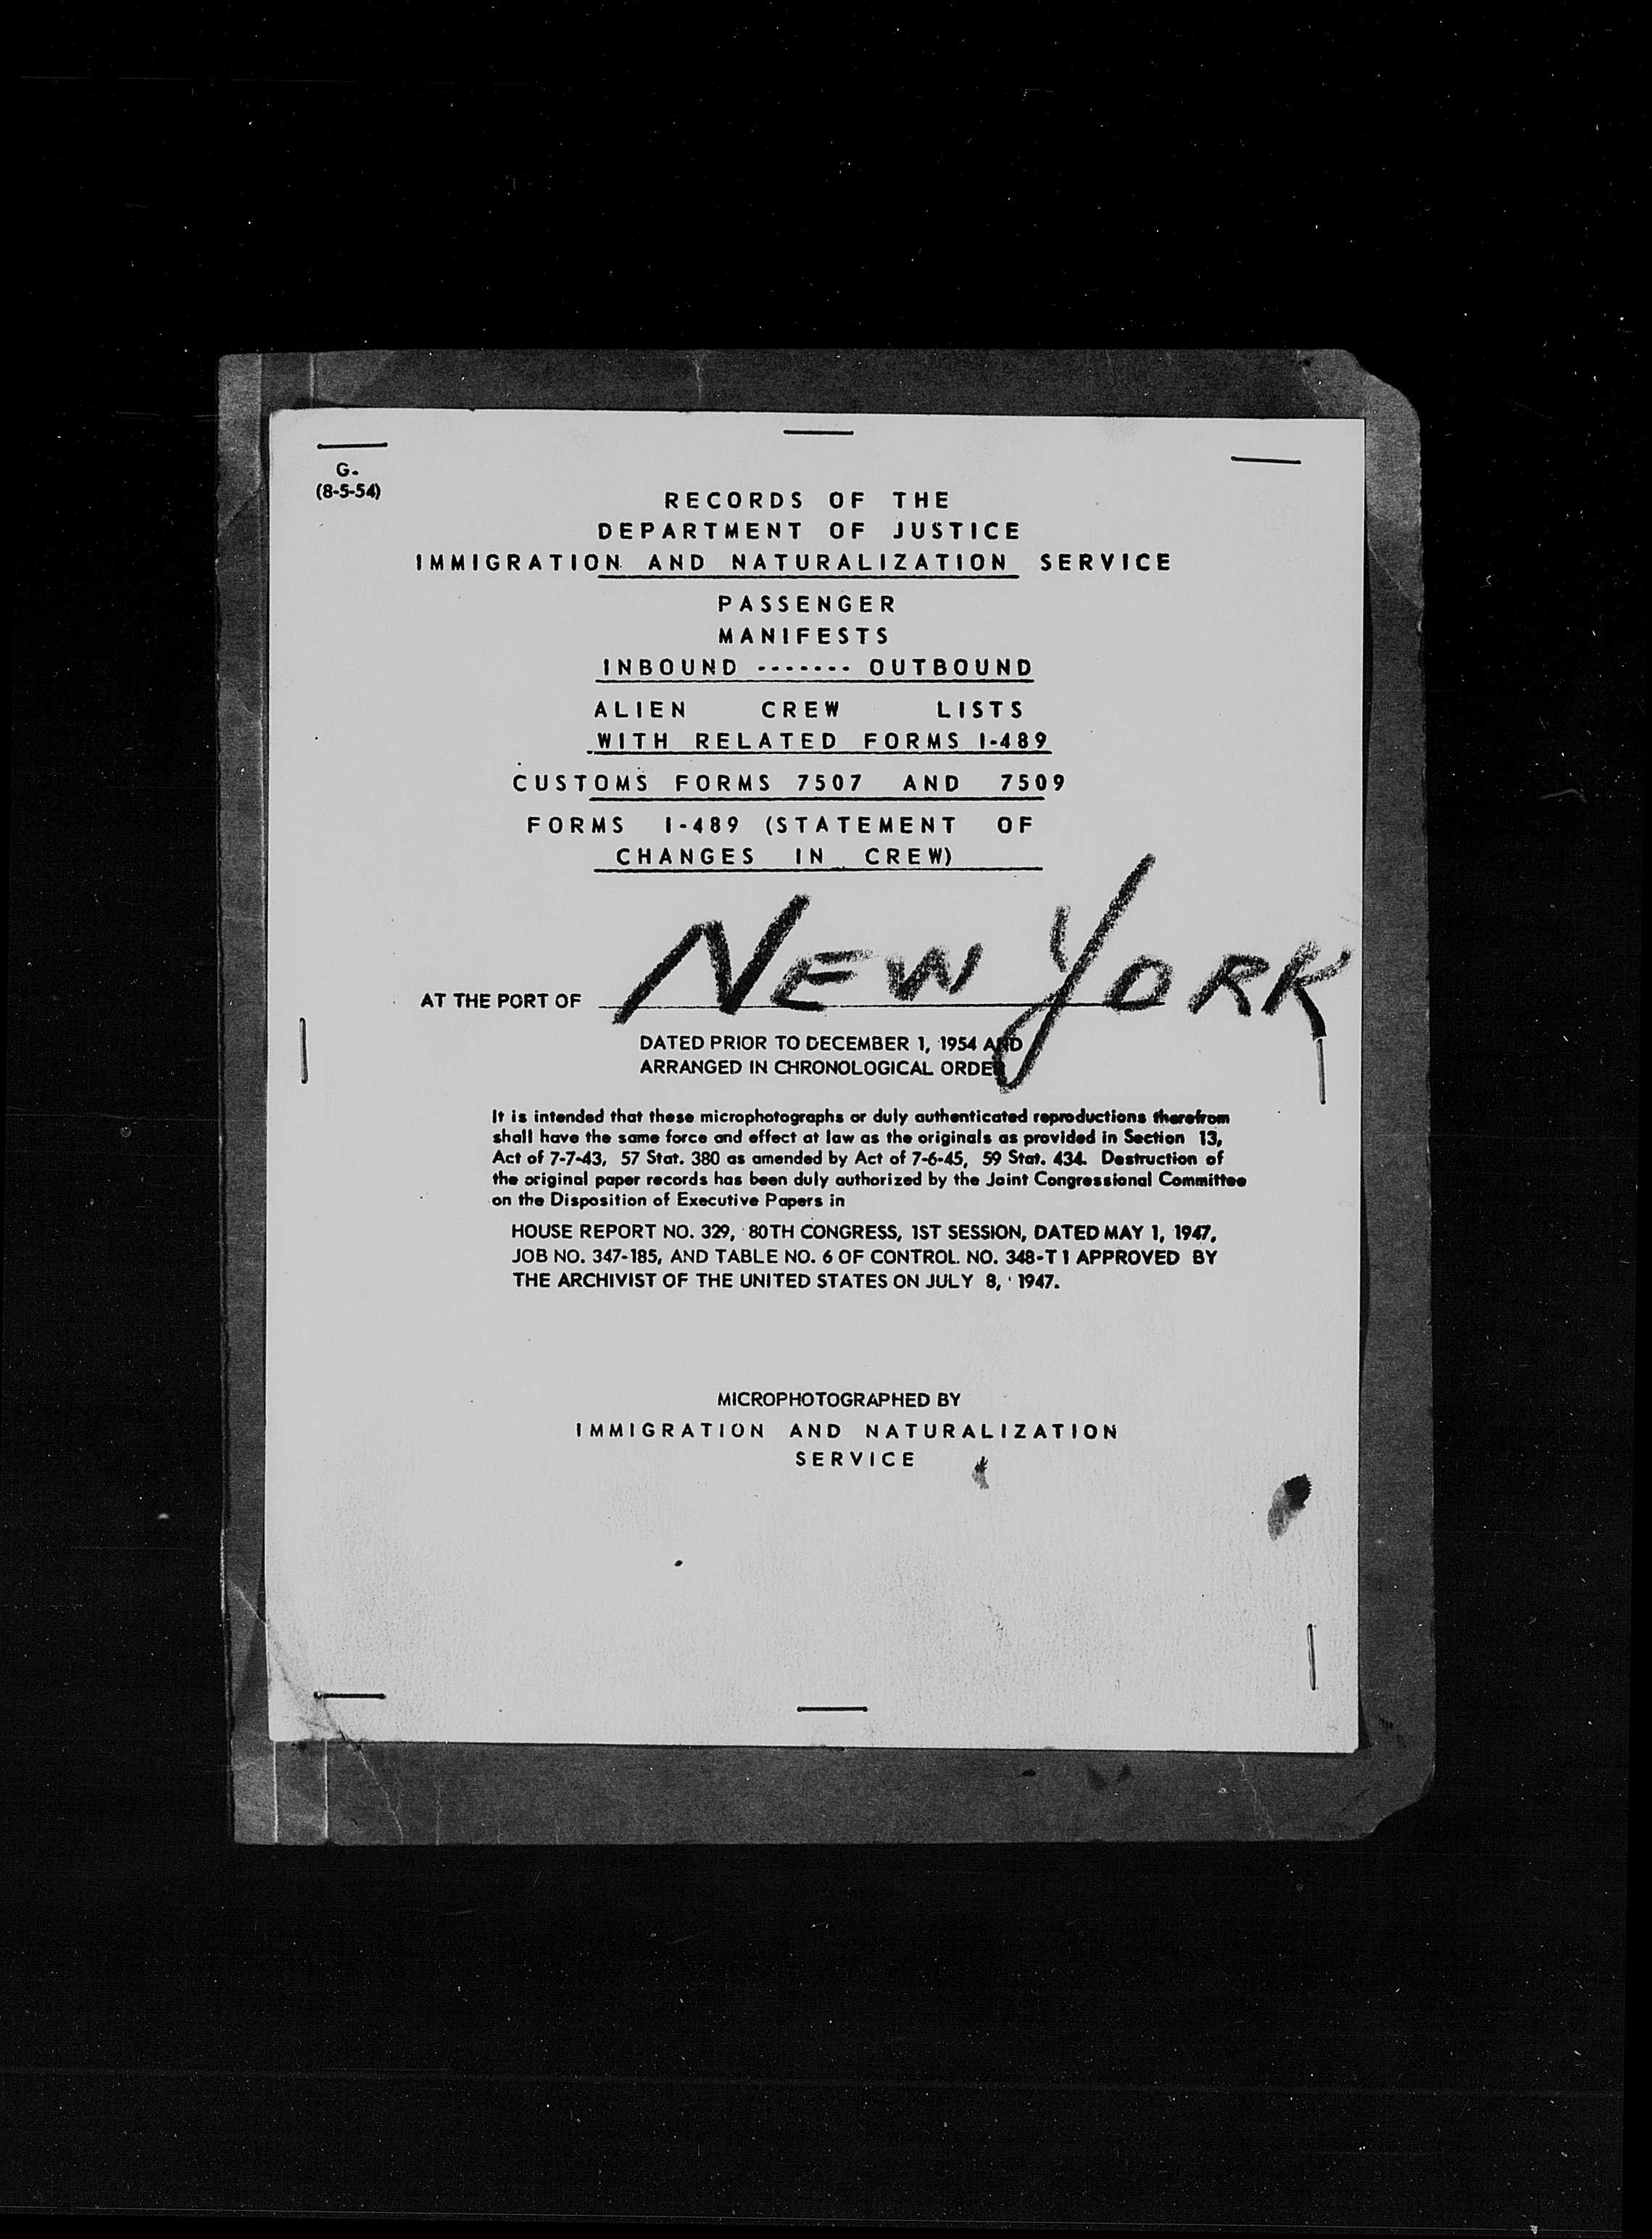 G-
(8-5-54)
RECORDS OF THE
DEPARTMENT OF JUSTICE
IMMIGRATION AND NATURALIZATION SERVICE
PASSENGER
MANIFESTS
INBOUND ------- OUTBOUND
ALIEN CREW LISTS
WITH RELATED FORMS I-489
CUSTOMS FORMS 7507 AND 7509
FORMS I-489 (STATEMENT OF
CHANGES IN CREW)
AT THE PORT OF NEW YORK
DATED PRIOR TO DECEMBER 1, 1954 AND
ARRANGED IN CHRONOLOGICAL ORDER
It is intended that these microphotographs or duly authenticated reproductions therefrom
shall have the same force and effect at law as the originals as provided in Section 13,
Act of 7-7-43, 57 Stat. 380 as amended by Act of 7-6-45, 59 Stat. 434. Destruction of
the original paper records has been duly authorized by the Joint Congressional Committee
on the Disposition of Executive Papers in
HOUSE REPORT NO. 329, 80TH CONGRESS, 1ST SESSION, DATED MAY 1, 1947,
JOB NO. 347-185, AND TABLE NO. 6 OF CONTROL NO. 348-T1 APPROVED BY
THE ARCHIVIST OF THE UNITED STATES ON JULY 8, 1947.
MICROPHOTOGRAPHED BY
IMMIGRATION AND NATURALIZATION
SERVICE